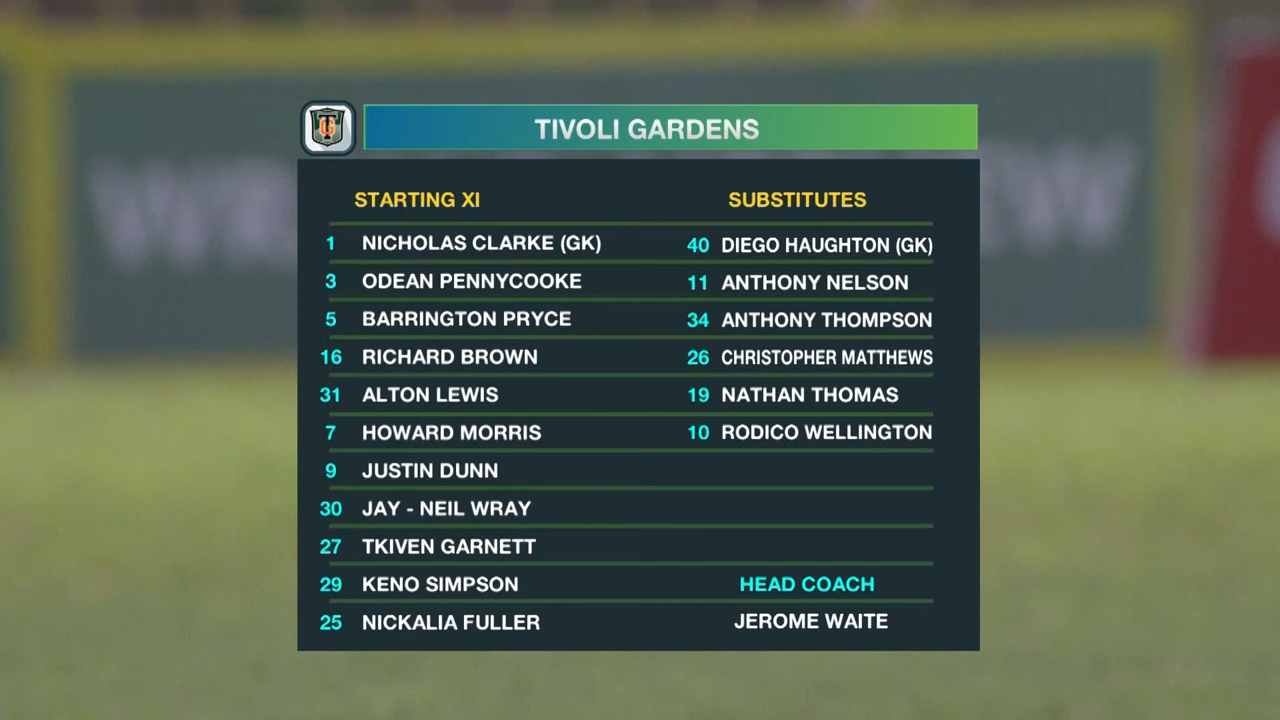 TIVOLI GARDENS
STARTING XI
1 NICHOLAS CLARKE (GK)
3 ODEAN PENNYCOOKE
5 BARRINGTON PRYCE
16 RICHARD BROWN
31 ALTON LEWIS
7 HOWARD MORRIS
9 JUSTIN DUNN
30 JAY - NEIL WRAY
27 TKIVEN GARNETT
29 KENO SIMPSON
25 NICKALIA FULLER
SUBSTITUTES
40 DIEGO HAUGHTON (GK)
11 ANTHONY NELSON
34 ANTHONY THOMPSON
26 CHRISTOPHER MATTHEWS
19 NATHAN THOMAS
10 RODICO WELLINGTON
HEAD COACH
JEROME WAITE